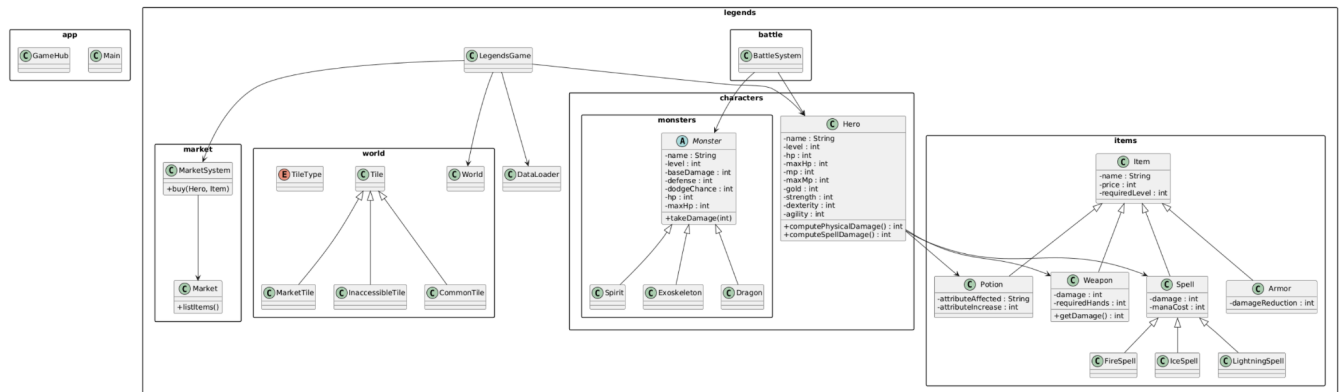 legends
app
C GameHub
C Main
C LegendsGame
battle
C BattleSystem
market
C MarketSystem
+buy(Hero, Item)
C Market
+listItems()
world
E TileType
C Tile
C MarketTile
C InaccessibleTile
C CommonTile
C World
C DataLoader
characters
monsters
A Monster
-name : String
-level : int
-baseDamage : int
-defense : int
-dodgeChance : int
-hp : int
-maxHp : int
+takeDamage(int)
C Spirit
C Exoskeleton
C Dragon
C Hero
-name : String
-level : int
-hp : int
-maxHp : int
-mp : int
-maxMp : int
-gold : int
-strength : int
-dexterity : int
-agility : int
+computePhysicalDamage() : int
+computeSpellDamage() : int
items
C Item
-name : String
-price : int
-requiredLevel : int
C Potion
-attributeAffected : String
-attributeIncrease : int
C Weapon
-damage : int
-requiredHands : int
+getDamage() : int
C Spell
-damage : int
-manaCost : int
C Armor
-damageReduction : int
C FireSpell
C IceSpell
C LightningSpell